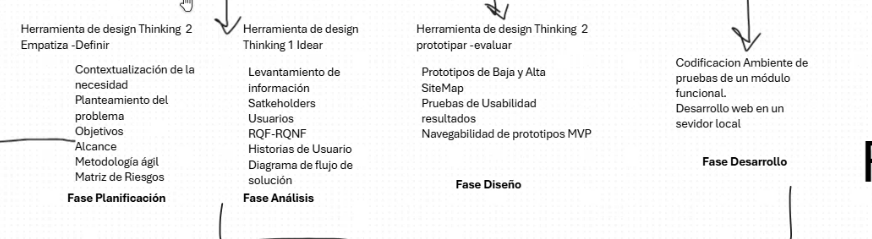 Herramienta de design Thinking 2
Empatiza -Definir
Contextualización de la
necesidad
Planteamiento del
problema
Objetivos
Alcance
Metodología ágil
Matriz de Riesgos
Fase Planificación
Herramienta de design
Thinking 1 Idear
Levantamiento de
información
Satkeholders
Usuarios
RQF-RQNF
Historias de Usuario
Diagrama de flujo de
solución
Fase Análisis
Herramienta de design Thinking 2
prototipar -evaluar
Prototipos de Baja y Alta
SiteMap
Pruebas de Usabilidad
resultados
Navegabilidad de prototipos MVP
Fase Diseño
Codificacion Ambiente de
pruebas de un módulo
funcional.
Desarrollo web en un
sevidor local
Fase Desarrollo